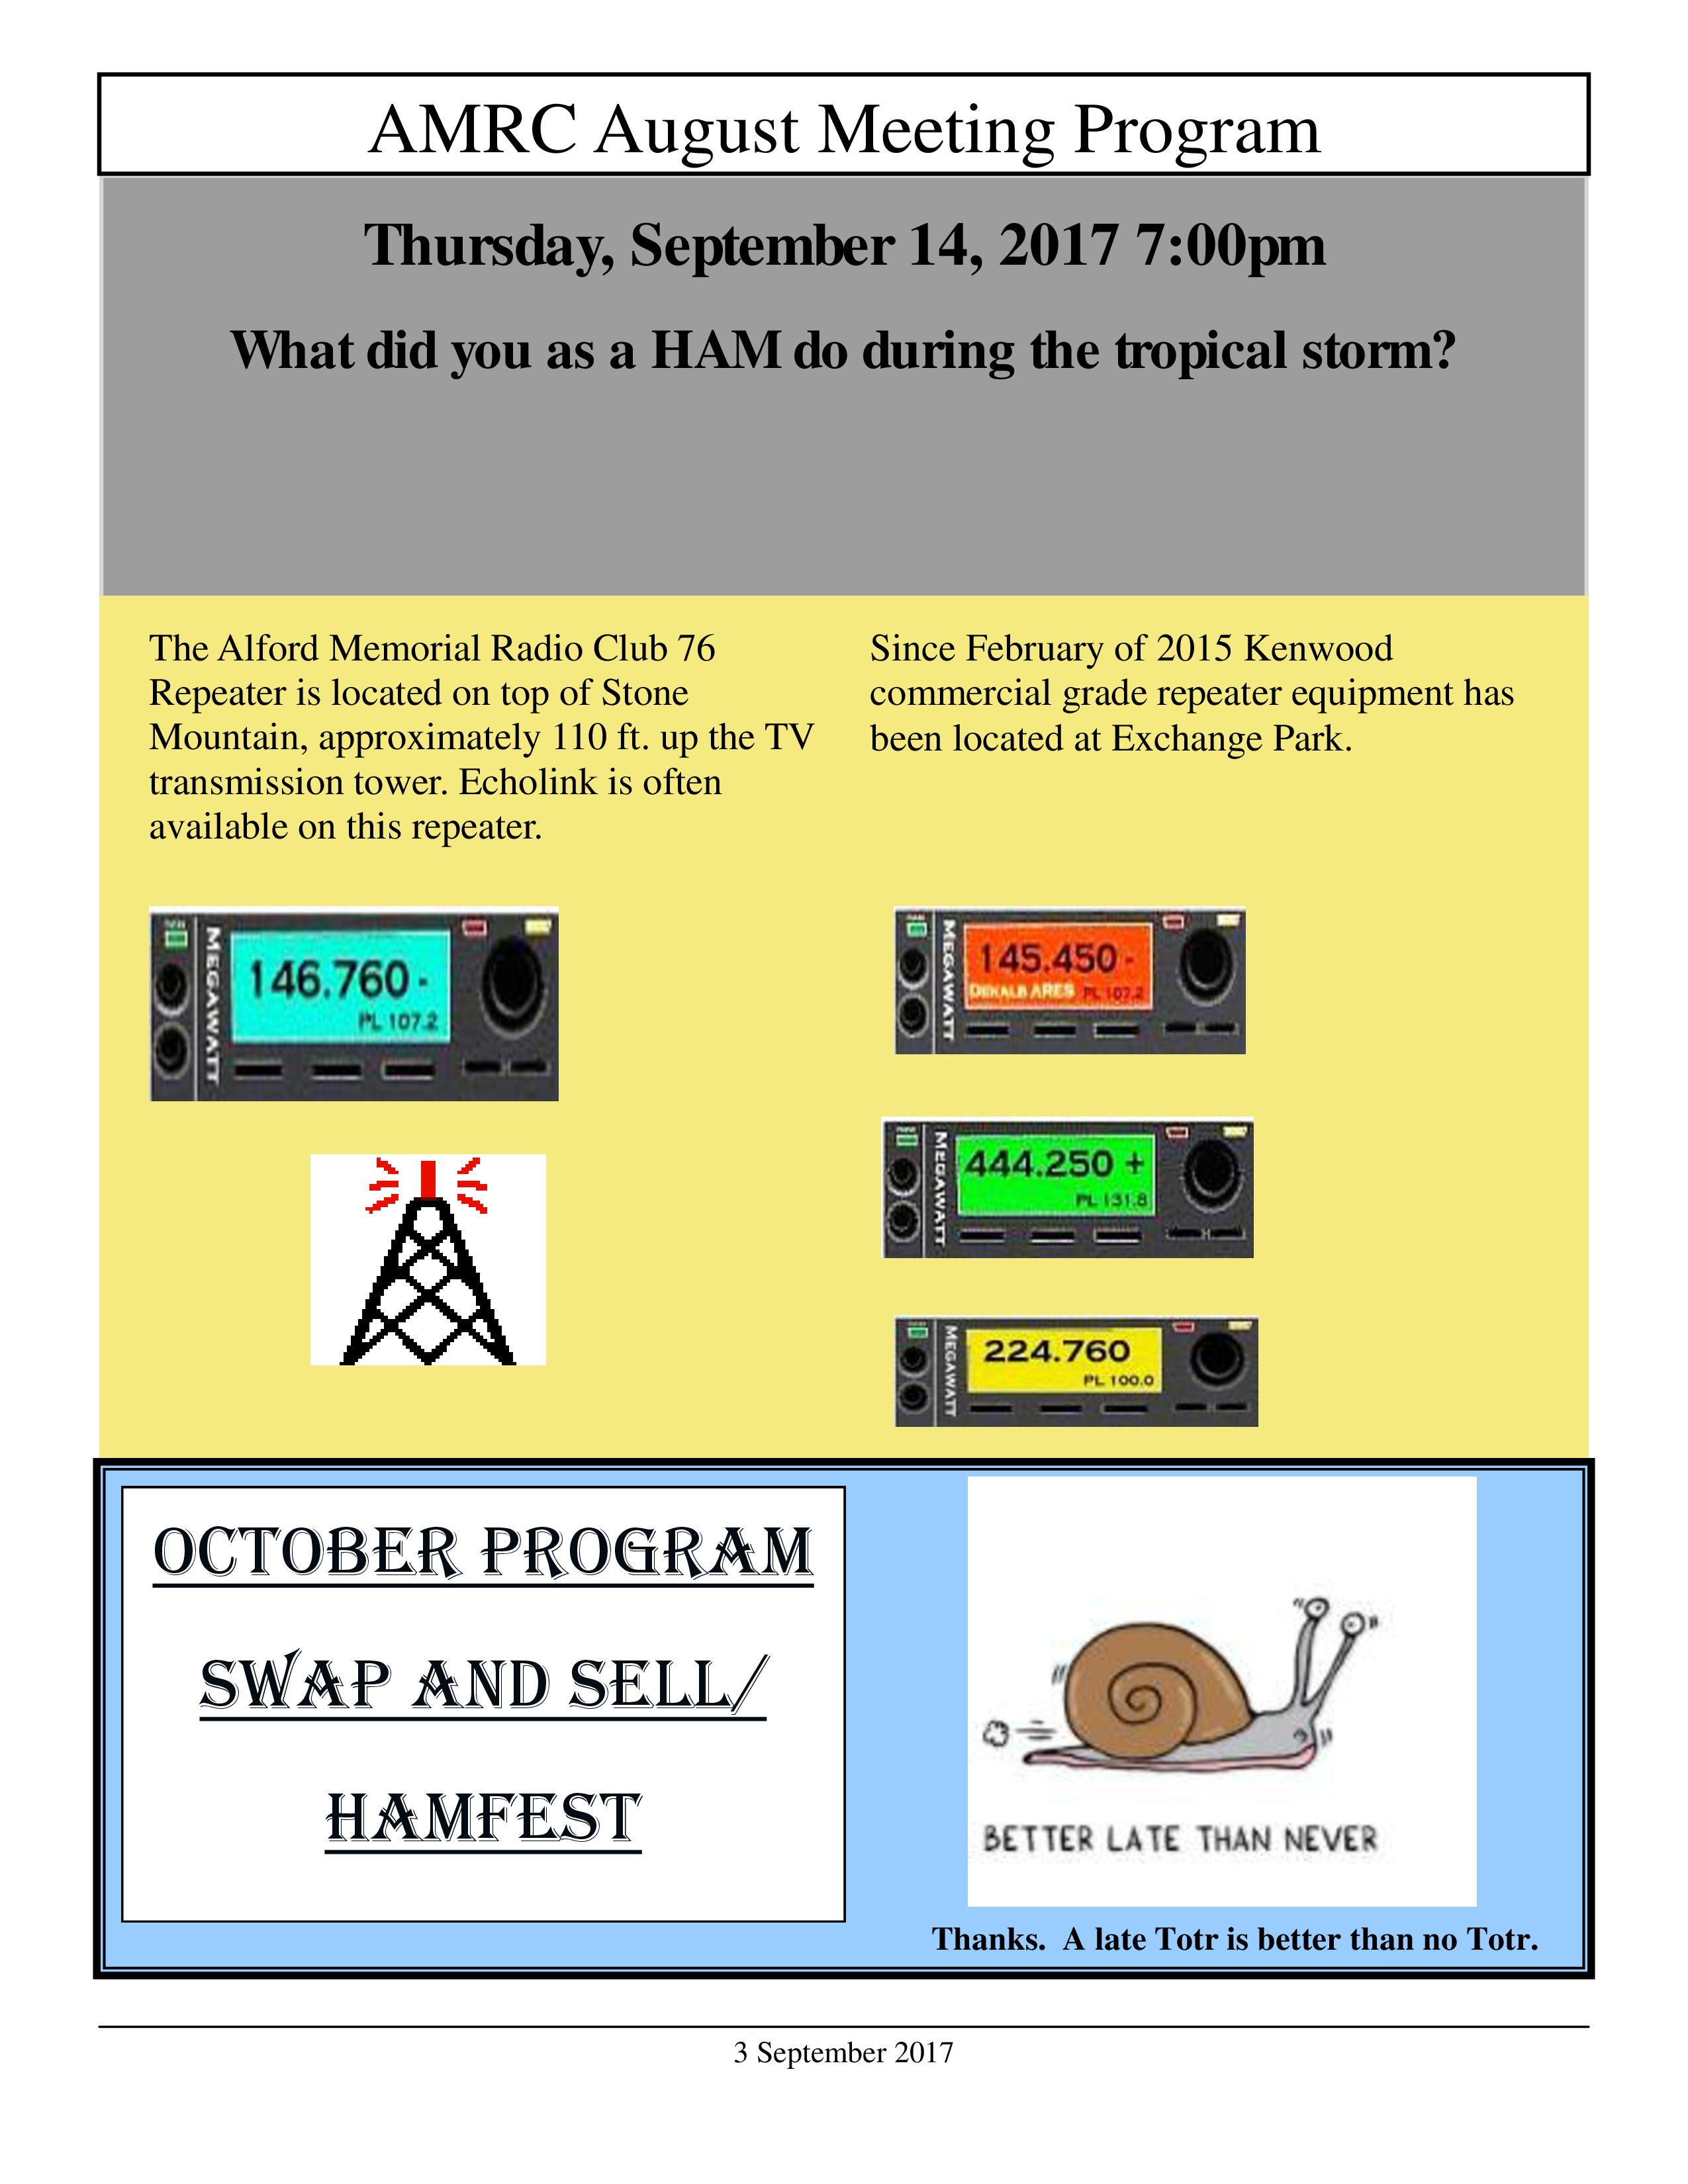 AMRC August Meeting Program
Thursday, September 14, 2017 7:00pm
What did you as a HAM do during the tropical storm?
The Alford Memorial Radio Club 76
Repeater is located on top of Stone
Mountain, approximately 110 ft. up the TV
transmission tower. Echolink is often
available on this repeater.
MEGAWATT
146.760 -
PL 107.2
Since February of 2015 Kenwood
commercial grade repeater equipment has
been located at Exchange Park.
MEGAWATT
145.450 -
DEKALB ARES PL 107.2
MEGAWATT
444.250 +
PL 131.8
MEGAWATT
224.760
PL 100.0
OCTOBER PROGRAM
SWAP AND SELL/
HAMFEST
BETTER LATE THAN NEVER
Thanks.  A late Totr is better than no Totr.
3 September 2017